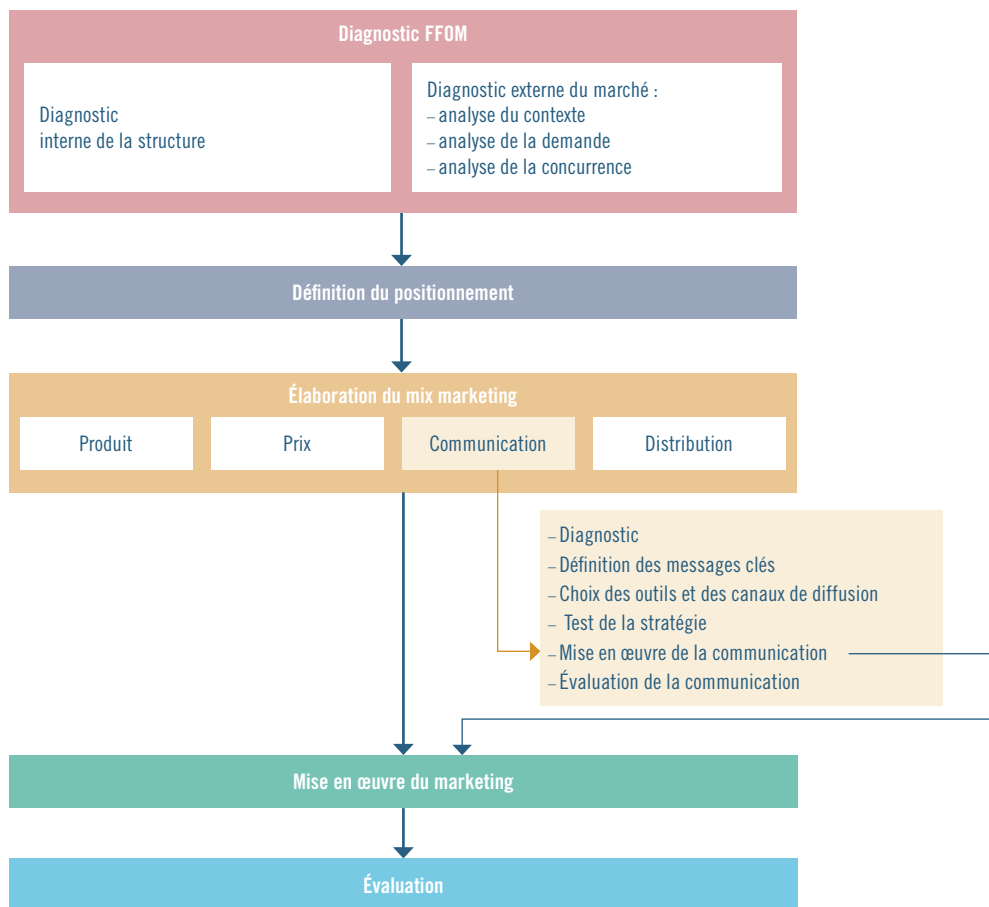 Diagnostic FFOM
Diagnostic
interne de la structure
Diagnostic externe du marché :
– analyse du contexte
– analyse de la demande
– analyse de la concurrence
Définition du positionnement
Élaboration du mix marketing
Produit
Prix
Communication
Distribution
– Diagnostic
– Définition des messages clés
– Choix des outils et des canaux de diffusion
– Test de la stratégie
– Mise en œuvre de la communication
– Évaluation de la communication
Mise en œuvre du marketing
Évaluation